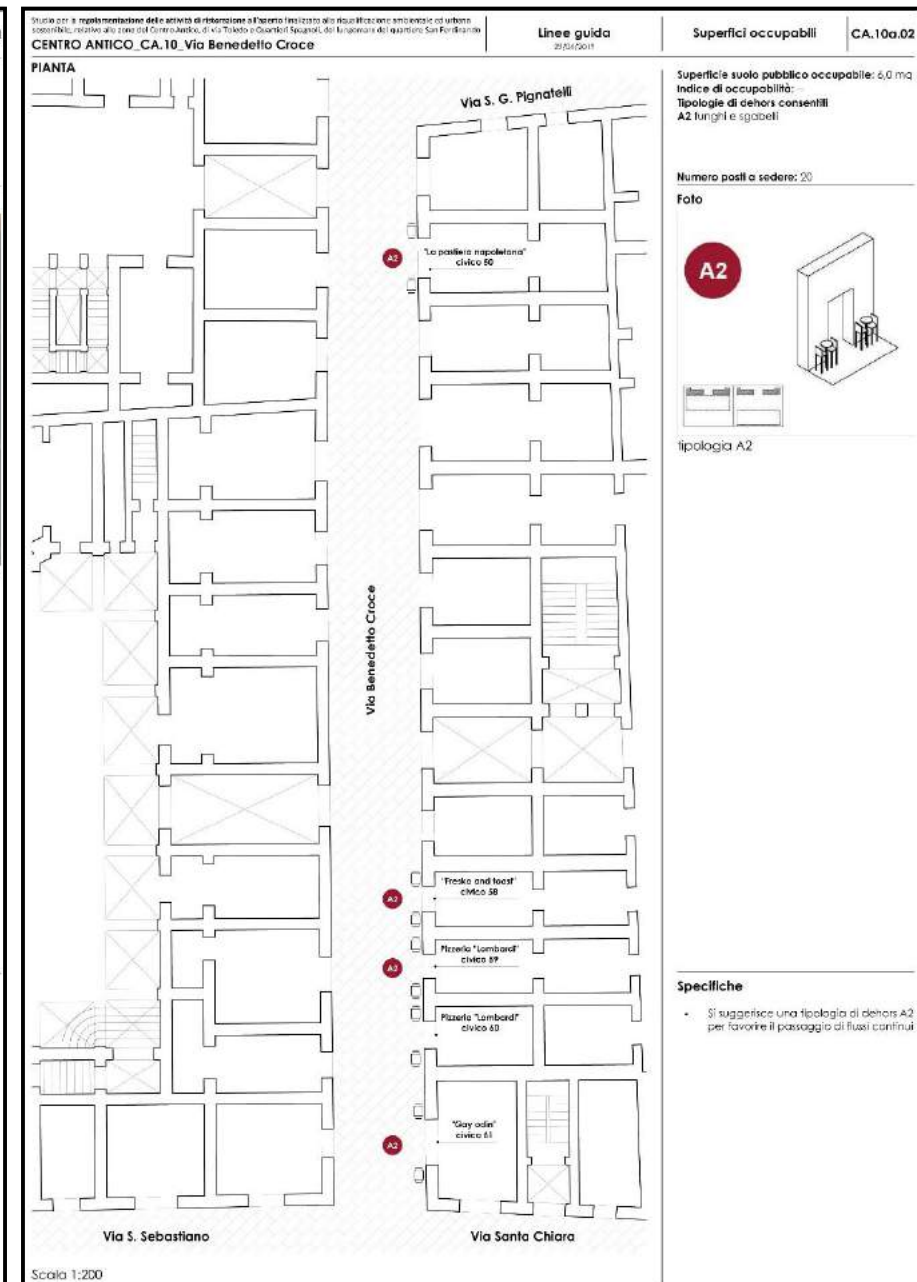 Studio per la regolamentazione delle attività di ristorazione all'aperto finalizzato alla riqualificazione ambientale ed urbana
sostenibile, relativo alle zone del Centro Antico, di via Toledo e Quartieri Spagnoli, del lungomare del quartiere San Ferdinando
CENTRO ANTICO_CA.10_Via Benedetto Croce
Linee guida
Superfici occupabili
CA.10a.02
PIANTA
Via S. G. Pignatelli
A2
"La pastiera napoletana"
civico 50
Via Benedetto Croce
A2
"Fresko and toast"
civico 58
A2
Pizzeria "Lombardi"
civico 59
Pizzeria "Lombardi"
civico 60
A2
"Gay odin"
civico 61
Via S. Sebastiano
Via Santa Chiara
Scala 1:200
Superficie suolo pubblico occupabile: 6,0 mq
Indice di occupabilità: -
Tipologie di dehors consentiti
A2 funghi e sgabelli
Numero posti a sedere: 20
Foto
A2
tipologia A2
Specifiche
- Si suggerisce una tipologia di dehors A2
per favorire il passaggio di flussi continui